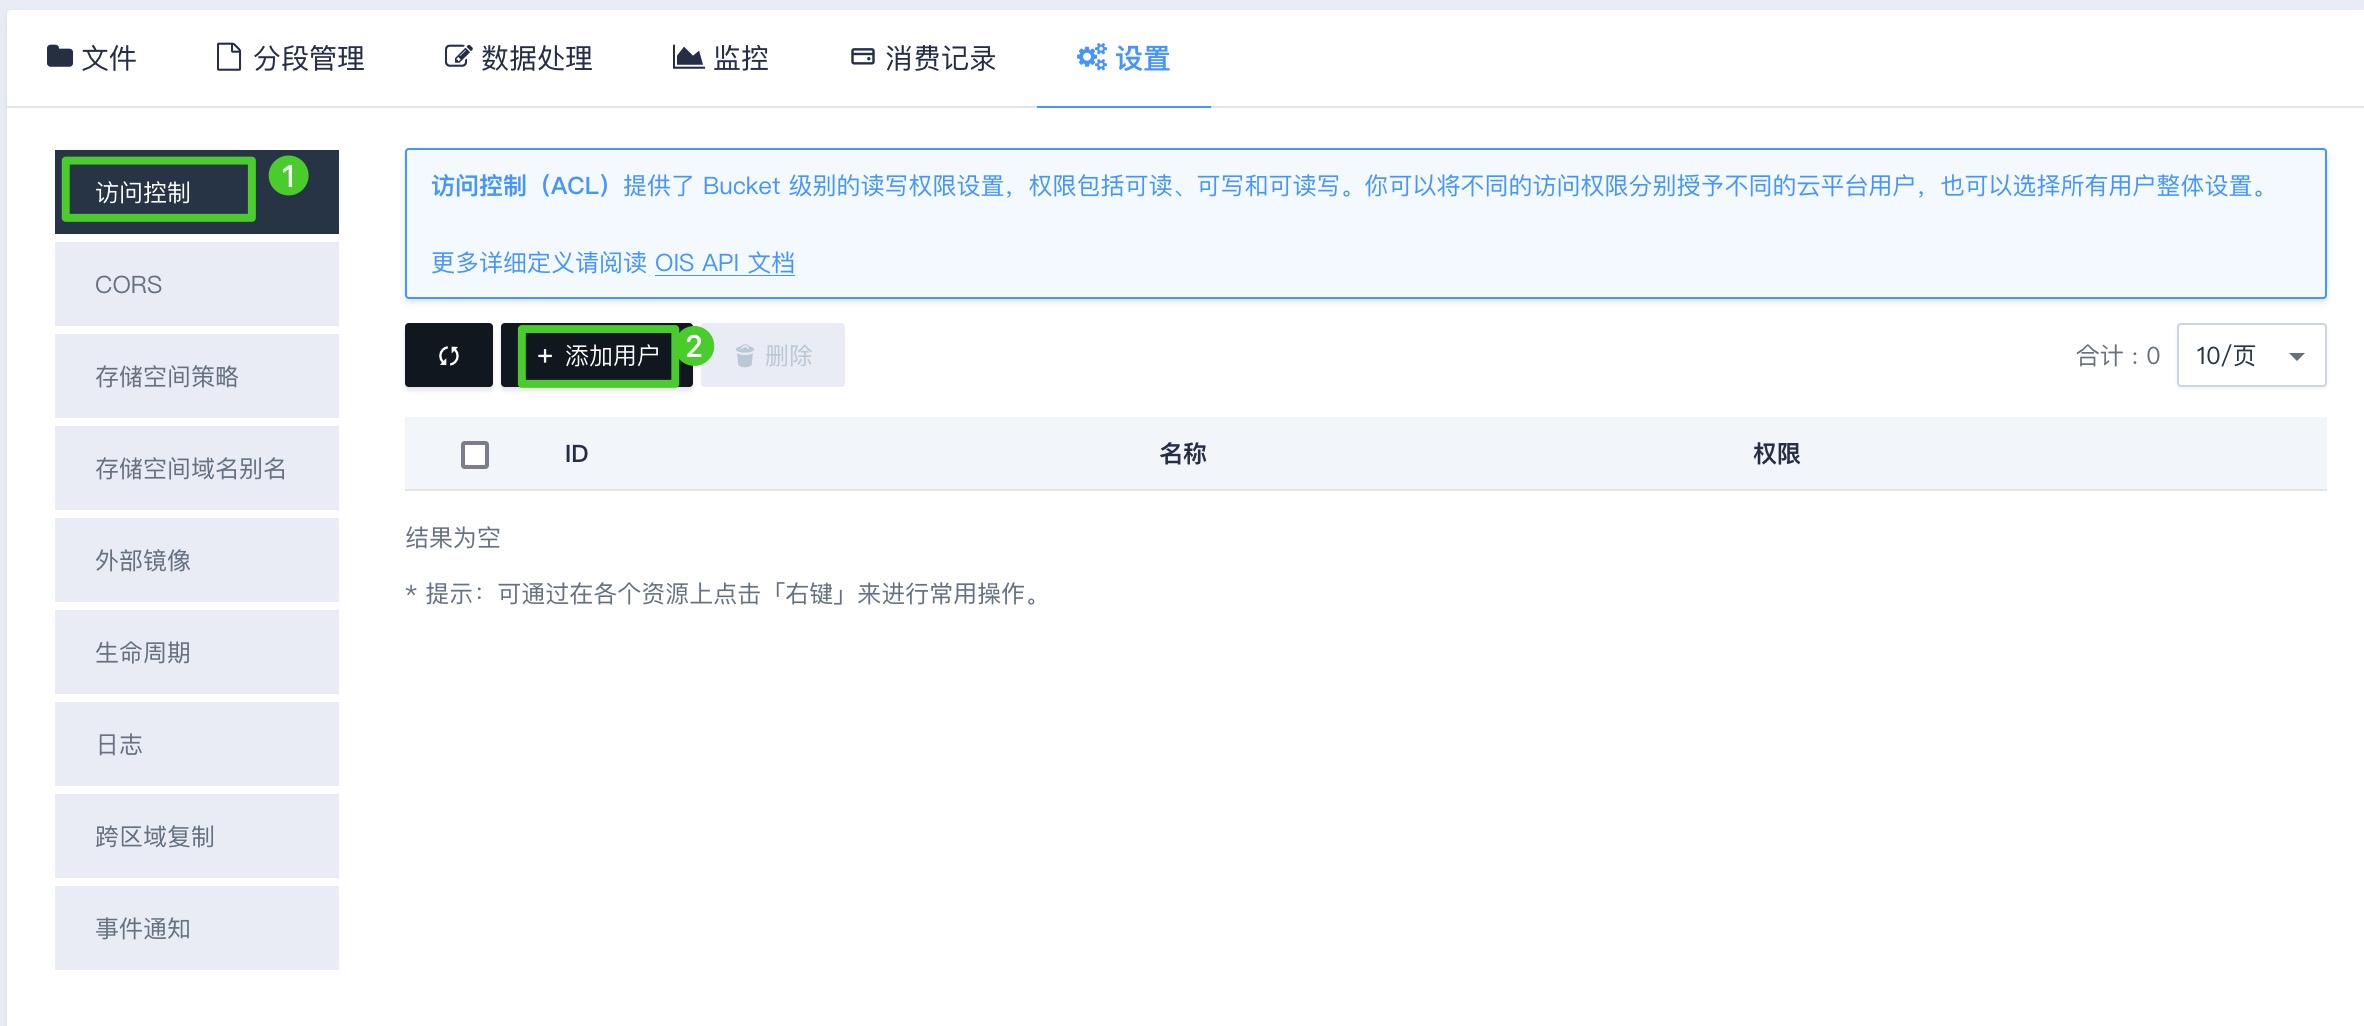 文件 分段管理 数据处理 监控 消费记录 设置
访问控制 1
CORS
存储空间策略
存储空间域名别名
外部镜像
生命周期
日志
跨区域复制
事件通知
访问控制（ACL）提供了 Bucket 级别的读写权限设置，权限包括可读、可写和可读写。你可以将不同的访问权限分别授予不同的云平台用户，也可以选择所有用户整体设置。
更多详细定义请阅读 OIS API 文档
+ 添加用户 2 删除 合计：0 10/页
ID 名称 权限
结果为空
* 提示：可通过在各个资源上点击「右键」来进行常用操作。